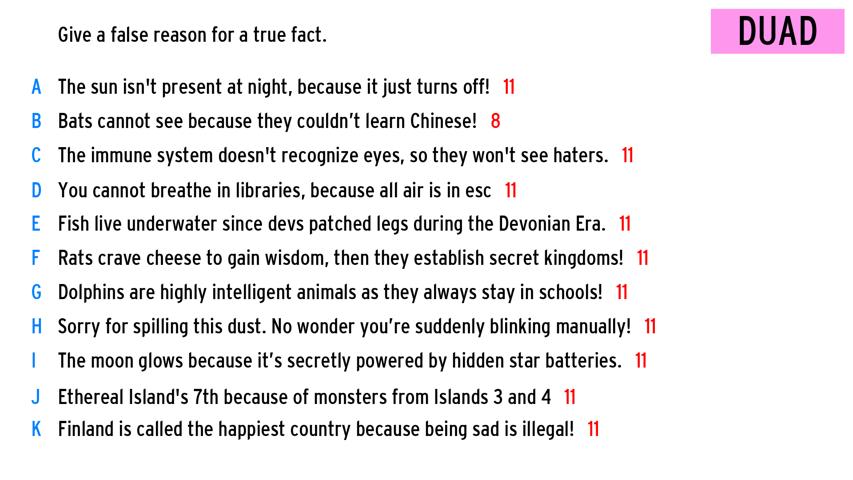 Give a false reason for a true fact.
DUAD
A The sun isn't present at night, because it just turns off! 11
B Bats cannot see because they couldn’t learn Chinese! 8
C The immune system doesn't recognize eyes, so they won't see haters. 11
D You cannot breathe in libraries, because all air is in esc 11
E Fish live underwater since devs patched legs during the Devonian Era. 11
F Rats crave cheese to gain wisdom, then they establish secret kingdoms! 11
G Dolphins are highly intelligent animals as they always stay in schools! 11
H Sorry for spilling this dust. No wonder you’re suddenly blinking manually! 11
I The moon glows because it’s secretly powered by hidden star batteries. 11
J Ethereal Island's 7th because of monsters from Islands 3 and 4 11
K Finland is called the happiest country because being sad is illegal! 11